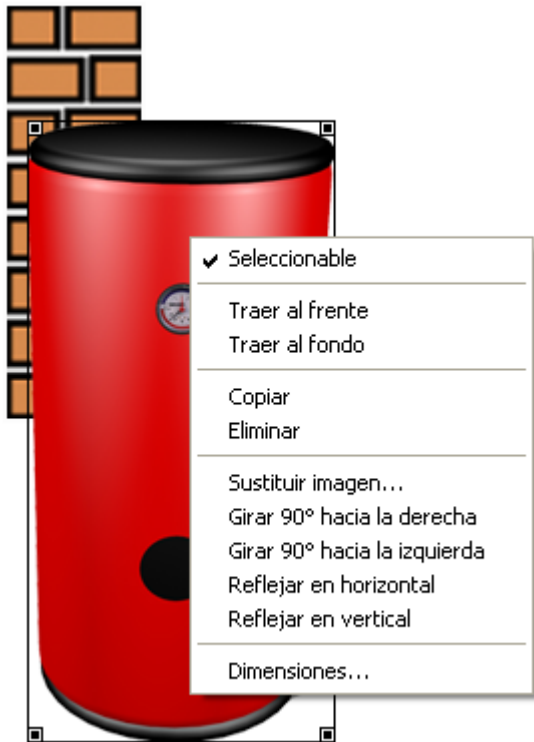 Seleccionable
Traer al frente
Traer al fondo
Copiar
Eliminar
Sustituir imagen...
Girar 90° hacia la derecha
Girar 90° hacia la izquierda
Reflejar en horizontal
Reflejar en vertical
Dimensiones...